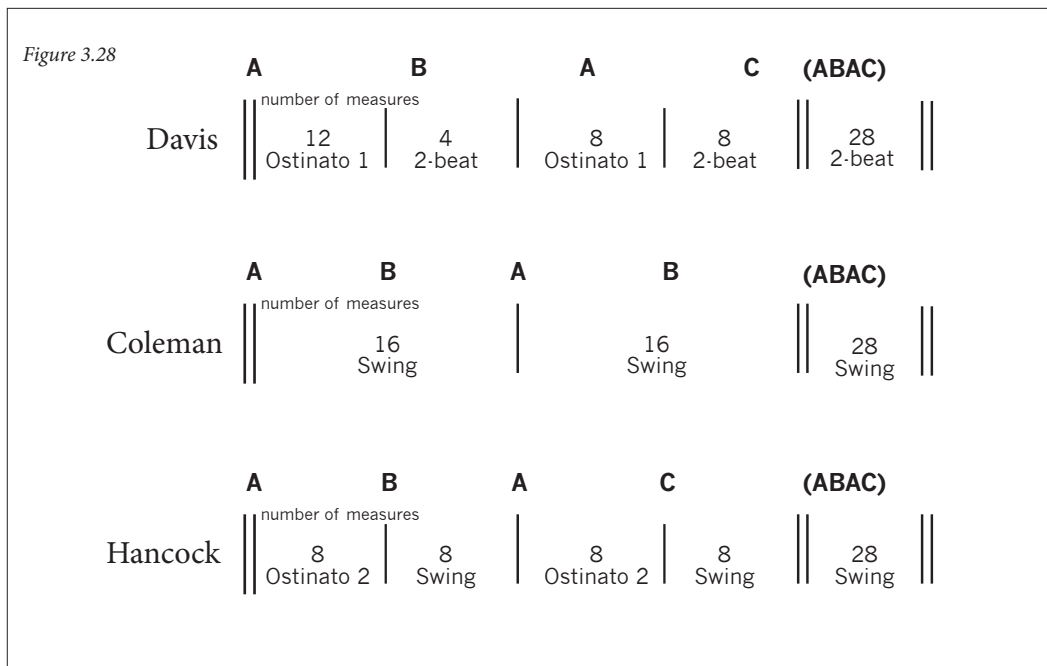 Figure 3.28
A B A C (ABAC)
number of measures
Davis 12 4 8 8 28
Ostinato 1 2-beat Ostinato 1 2-beat 2-beat
A B A B (ABAC)
number of measures
Coleman 16 16 28
Swing Swing Swing
A B A C (ABAC)
number of measures
Hancock 8 8 8 8 28
Ostinato 2 Swing Ostinato 2 Swing Swing